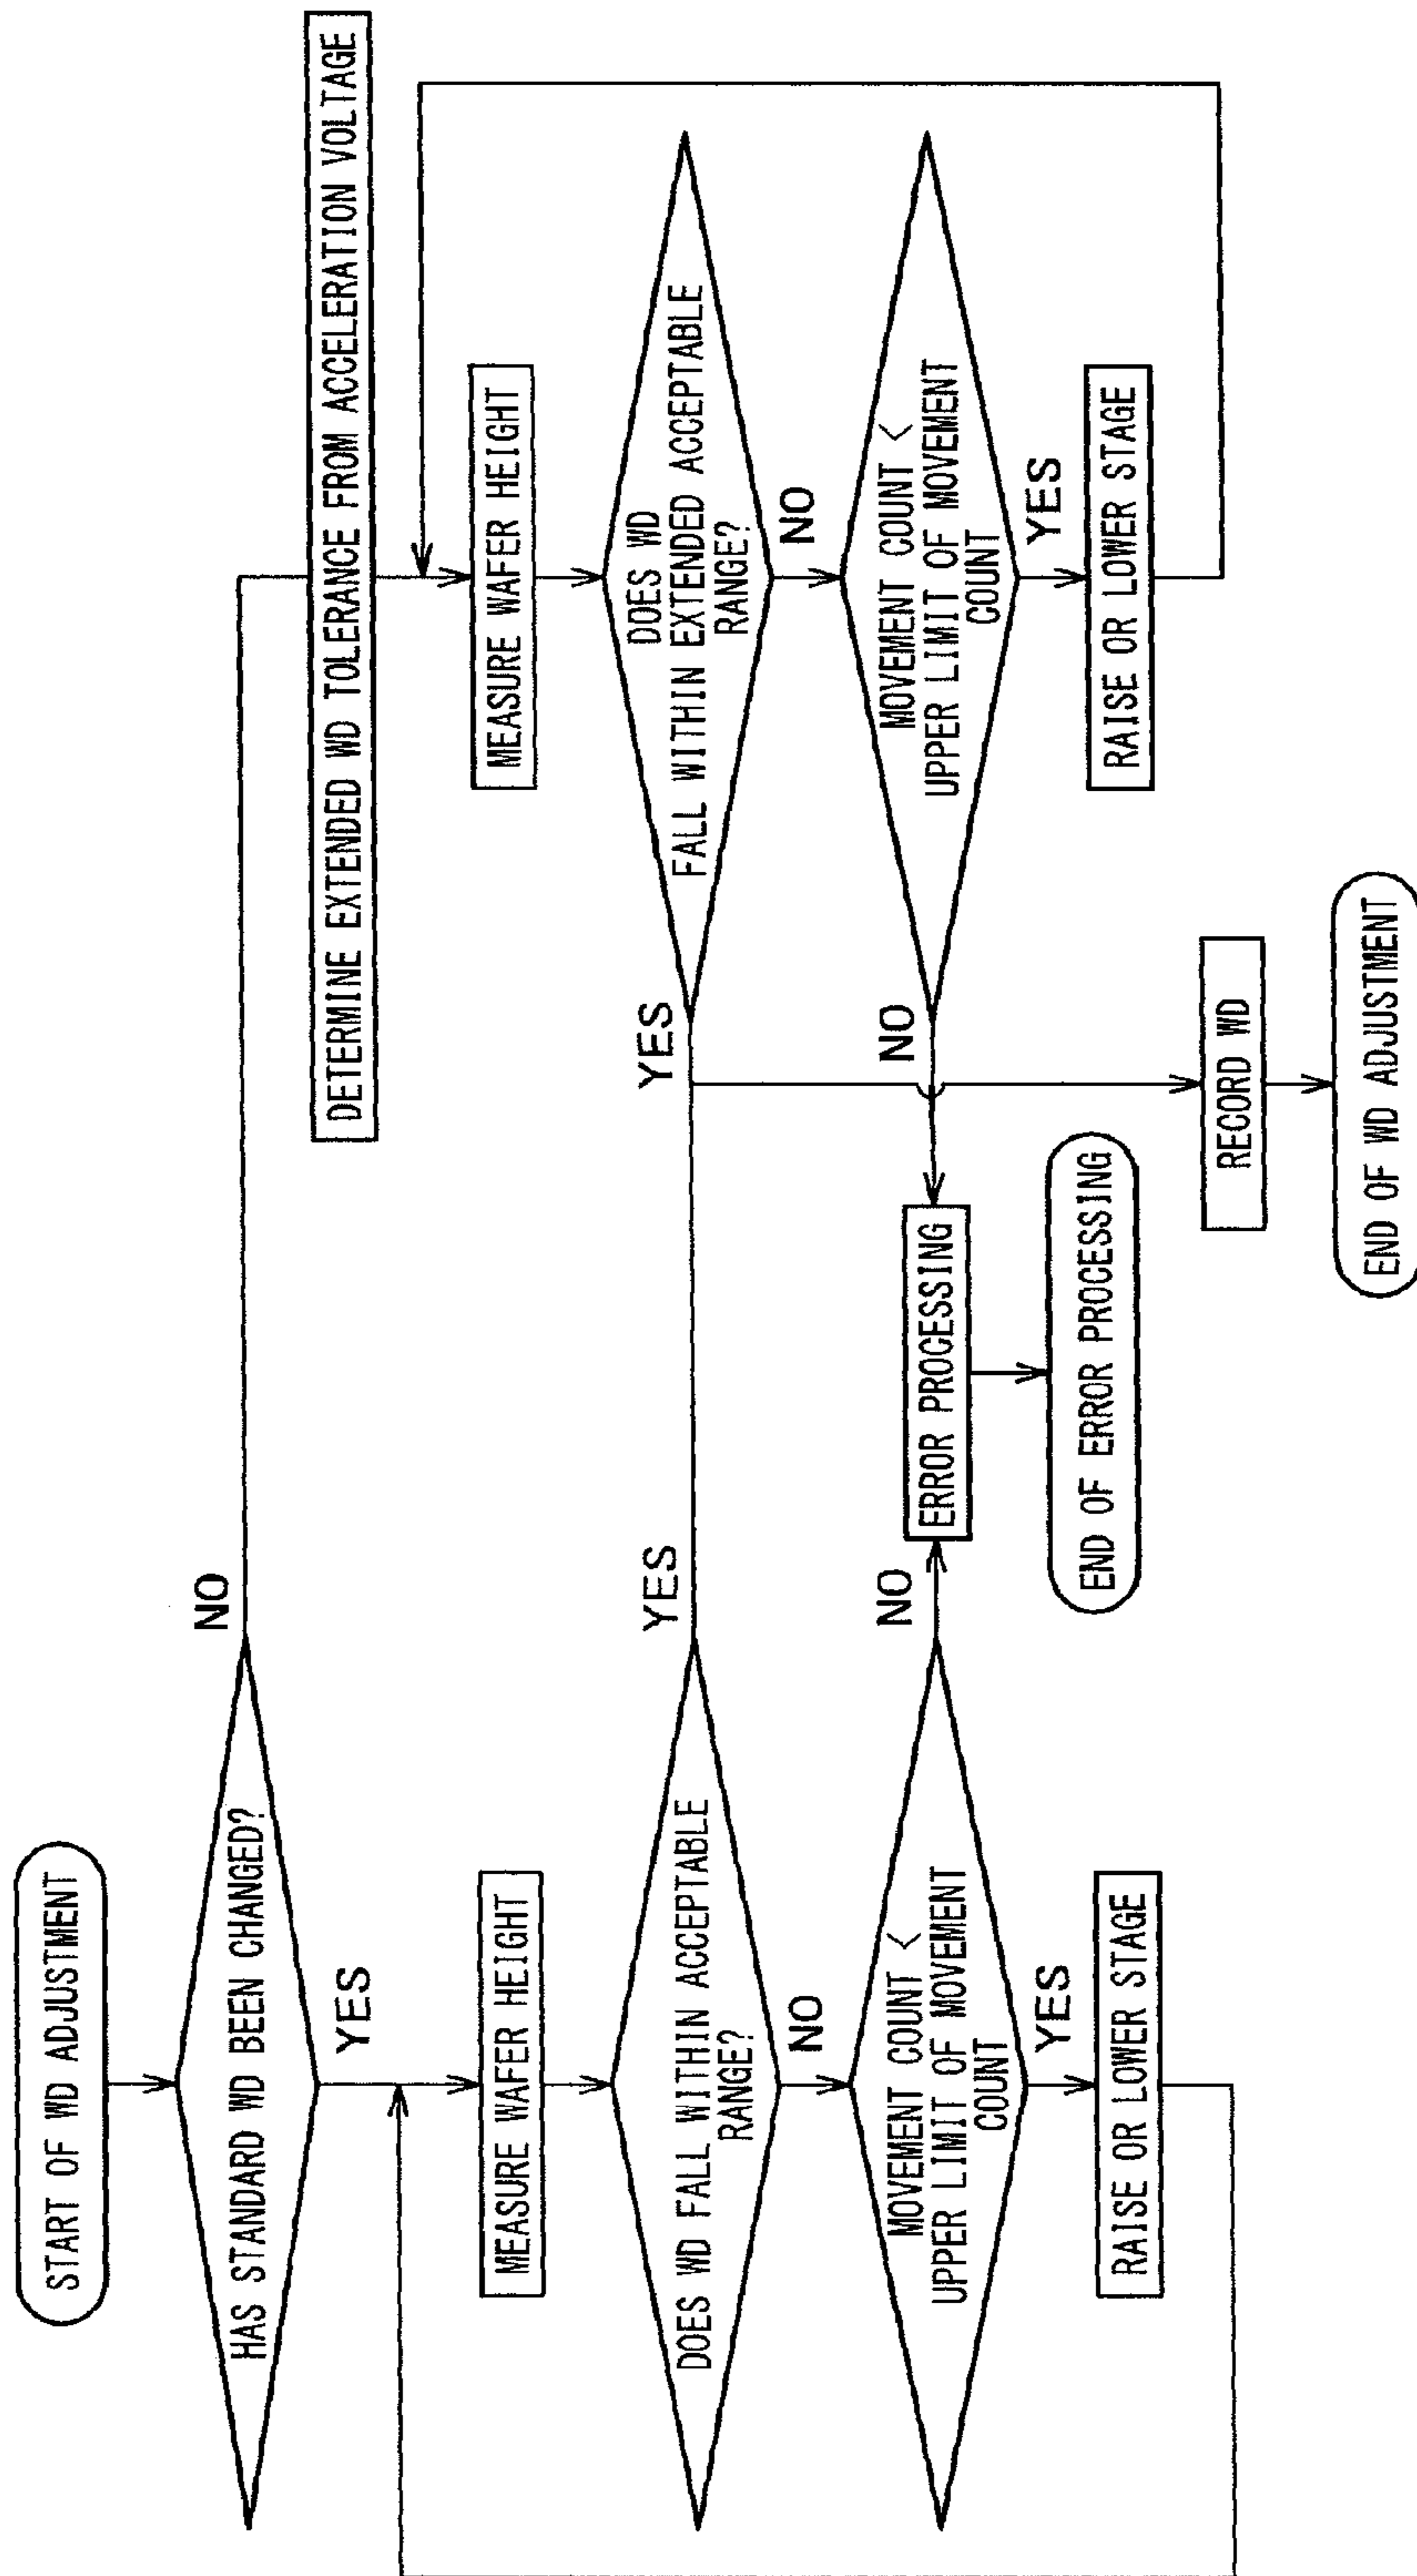 START OF WD ADJUSTMENT
HAS STANDARD WD BEEN CHANGED?
NO
YES
DETERMINE EXTENDED WD TOLERANCE FROM ACCELERATION VOLTAGE
MEASURE WAFER HEIGHT
MEASURE WAFER HEIGHT
DOES WD FALL WITHIN ACCEPTABLE
RANGE?
YES
NO
DOES WD
FALL WITHIN EXTENDED ACCEPTABLE
RANGE?
YES
NO
MOVEMENT COUNT <
UPPER LIMIT OF MOVEMENT
COUNT
NO
YES
ERROR PROCESSING
MOVEMENT COUNT <
UPPER LIMIT OF MOVEMENT
COUNT
NO
YES
RAISE OR LOWER STAGE
END OF ERROR PROCESSING
RAISE OR LOWER STAGE
RECORD WD
END OF WD ADJUSTMENT